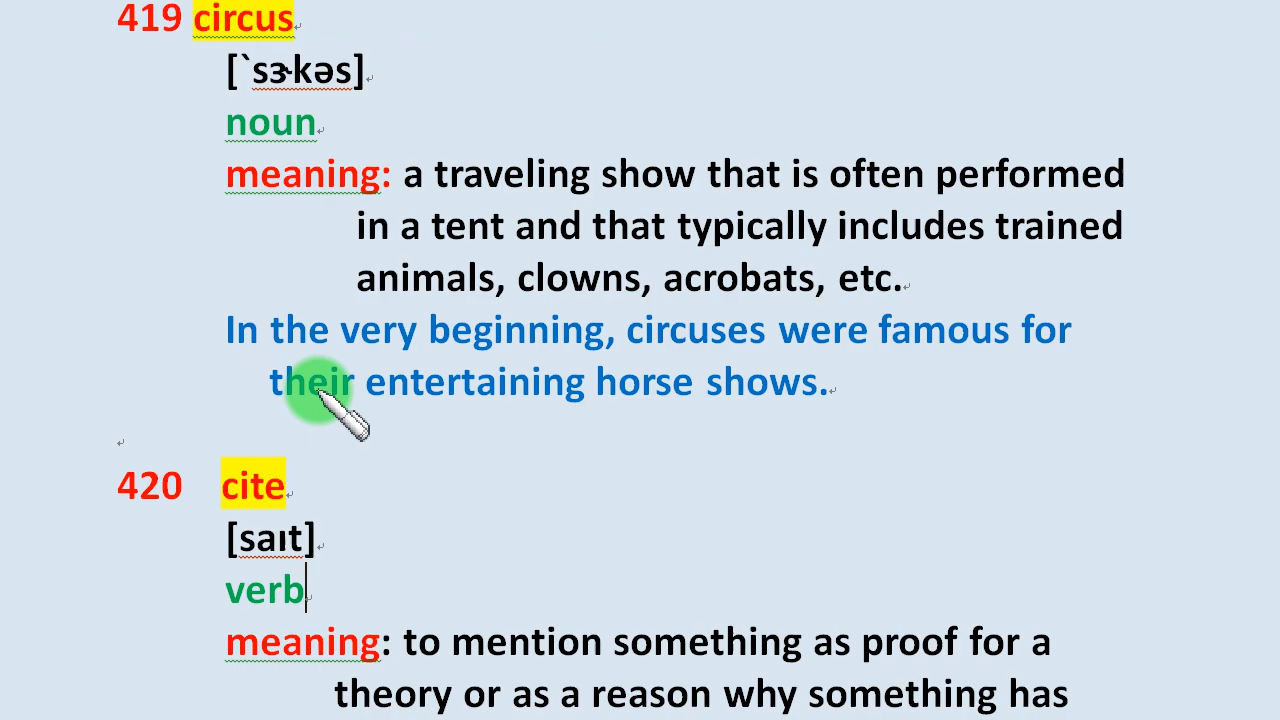 419 circus
[`sɝkəs]
noun
meaning: a traveling show that is often performed
in a tent and that typically includes trained
animals, clowns, acrobats, etc.
In the very beginning, circuses were famous for
their entertaining horse shows.
420 cite
[saɪt]
verb
meaning: to mention something as proof for a
theory or as a reason why something has